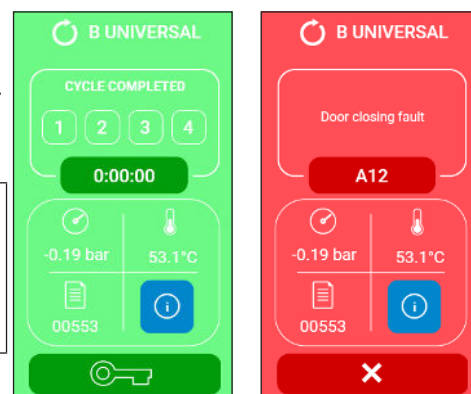 B UNIVERSAL
CYCLE COMPLETED
1 2 3 4
0:00:00
-0.19 bar
53.1°C
00553
B UNIVERSAL
Door closing fault
A12
-0.19 bar
53.1°C
00553